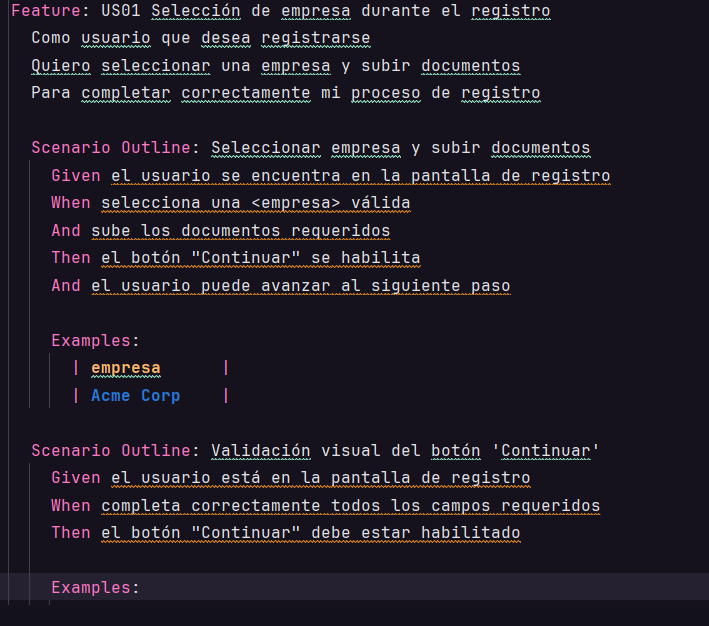 Feature: US01 Selección de empresa durante el registro
Como usuario que desea registrarse
Quiero seleccionar una empresa y subir documentos
Para completar correctamente mi proceso de registro
Scenario Outline: Seleccionar empresa y subir documentos
Given el usuario se encuentra en la pantalla de registro
When selecciona una <empresa> válida
And sube los documentos requeridos
Then el botón "Continuar" se habilita
And el usuario puede avanzar al siguiente paso
Examples:
| empresa |
| Acme Corp |
Scenario Outline: Validación visual del botón 'Continuar'
Given el usuario está en la pantalla de registro
When completa correctamente todos los campos requeridos
Then el botón "Continuar" debe estar habilitado
Examples: